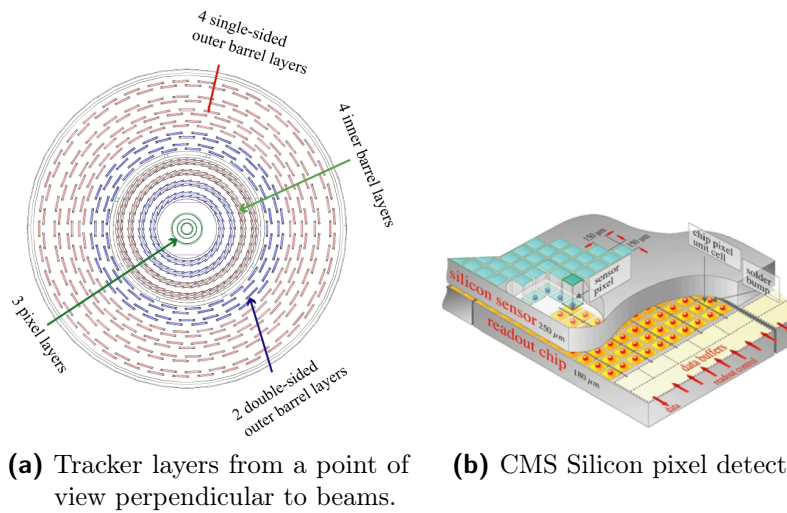 4 single-sided
outer barrel layers
4 inner
barrel layers
3 pixel layers
2 double-sided
outer barrel layers
(a) Tracker layers from a point of
view perpendicular to beams.
150 μm
150 μm
chip pixel
unit cell
sensor
pixel
solder
bump
silicon sensor
250 μm
readout chip
180 μm
data buffers
readout control
data
(b) CMS Silicon pixel detect